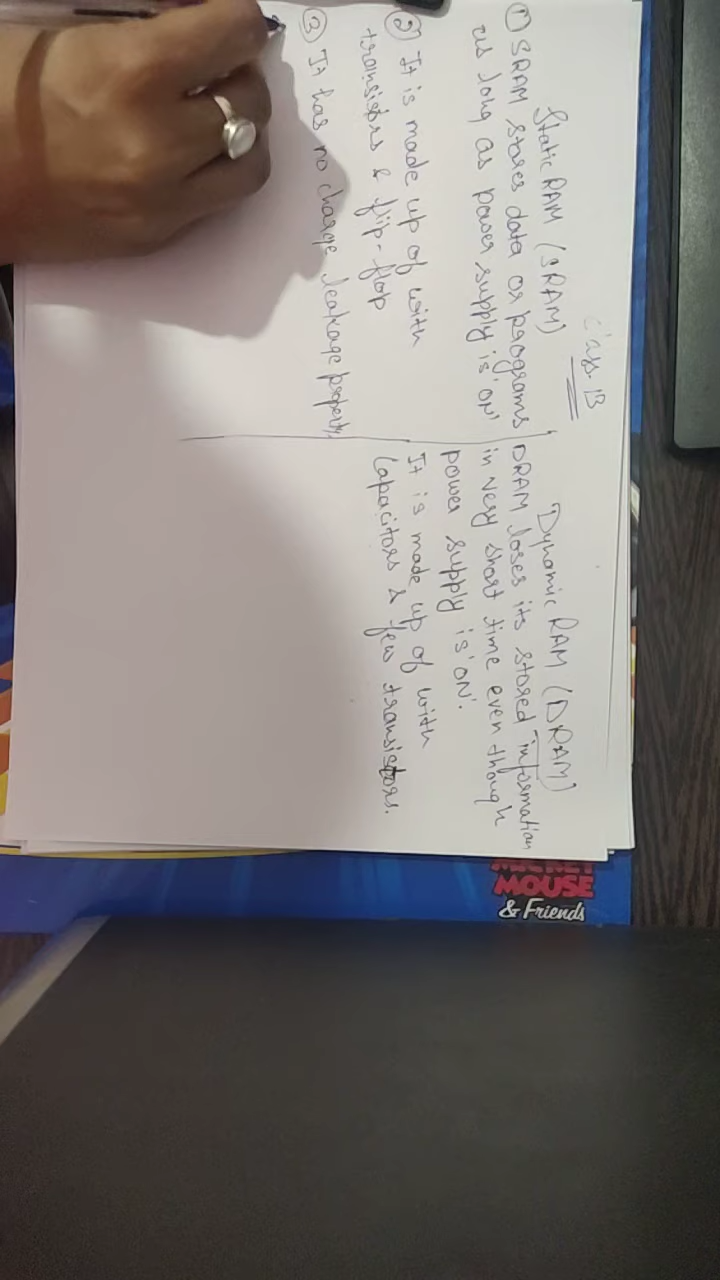 Class 1B
Static RAM (SRAM)
① SRAM stores data or programs
as long as power supply is 'ON'
② It is made up of with
transistors & flip-flop
③ It has no charge leakage property.
Dynamic RAM (DRAM)
DRAM loses its stored information
in very short time even though
power supply is 'ON'.
It is made up of with
Capacitors & few transistors.
MICKEY
MOUSE
& Friends